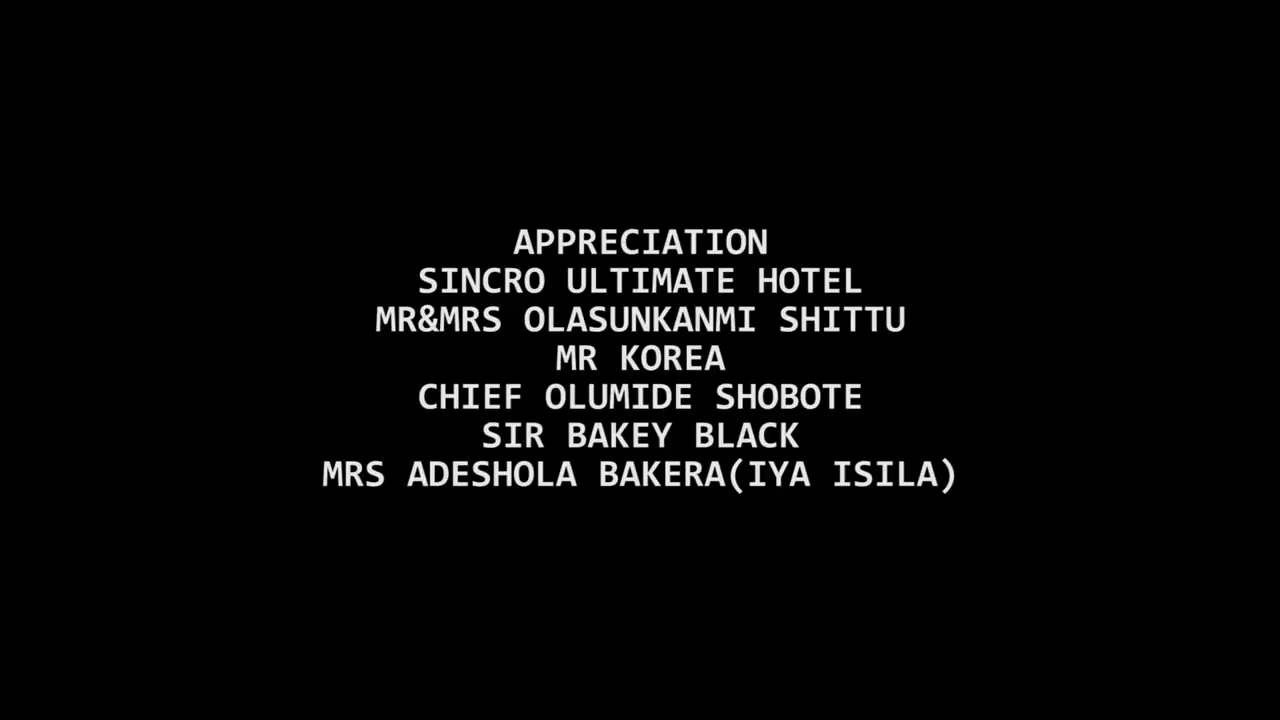 APPRECIATION
SINCRO ULTIMATE HOTEL
MR&MRS OLASUNKANMI SHITTU
MR KOREA
CHIEF OLUMIDE SHOBOTE
SIR BAKEY BLACK
MRS ADESHOLA BAKERA(IYA ISILA)